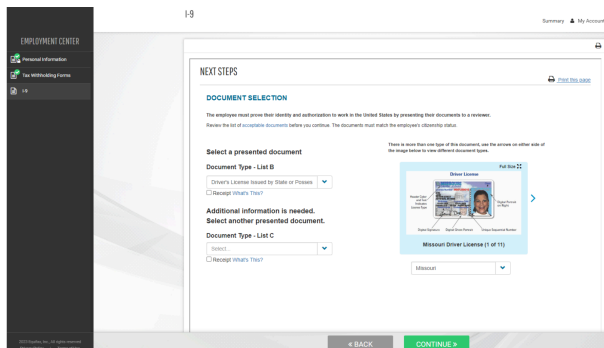 I-9
Summary
My Account
EMPLOYMENT CENTER
Personal Information
Tax Withholding Forms
I-9
NEXT STEPS
Print this page
DOCUMENT SELECTION
The employee must prove their identity and authorization to work in the United States by presenting their documents to a reviewer.
Review the list of acceptable documents before you continue. The documents must match the employee's citizenship status.
Select a presented document
Document Type - List B
Driver's License Issued by State or Posses
Receipt What's This?
Additional information is needed.
Select another presented document.
Document Type - List C
Select...
Receipt What's This?
There is more than one type of this document, use the arrows on either side of
the image below to view different document types.
Full Size
Driver License
Missouri Driver License (1 of 11)
Missouri
« BACK
CONTINUE »